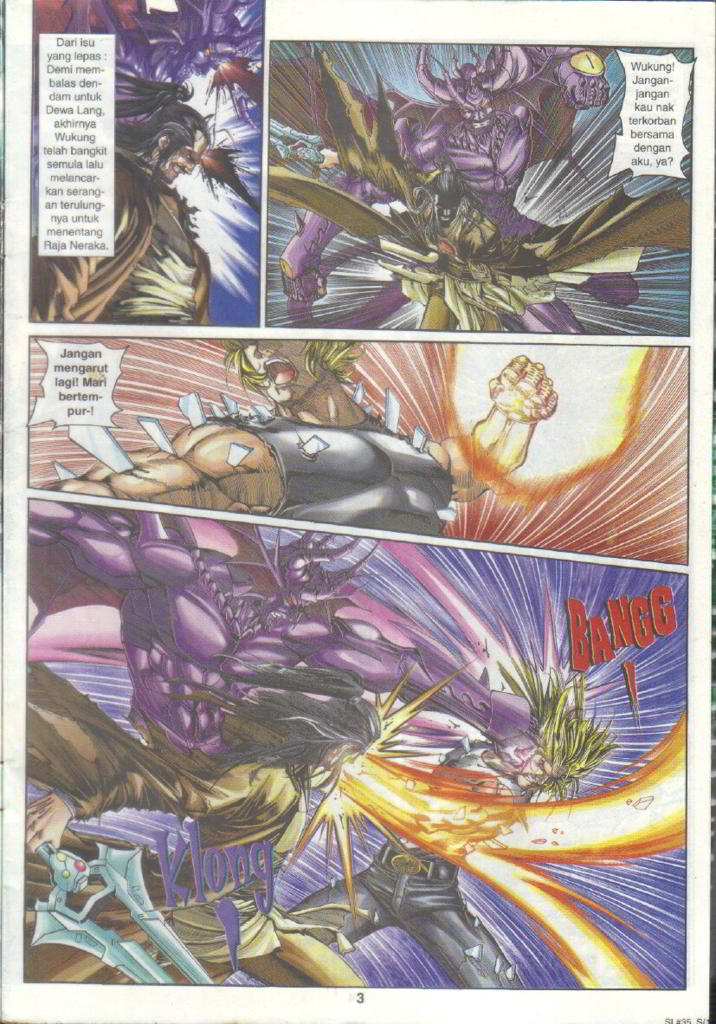 Dari isu
yang lepas :
Demi mem-
balas den-
dam untuk
Dewa Lang,
akhirnya
Wukung
telah bangkit
semula lalu
melancar-
kan serang-
an terulung-
nya untuk
menentang
Raja Neraka.
Wukung!
Jangan-
jangan
kau nak
terkorban
bersama
dengan
aku, ya?
Jangan
mengarut
lagi! Mari
bertem-
pur-!
BANGG
!
Klong
!
3